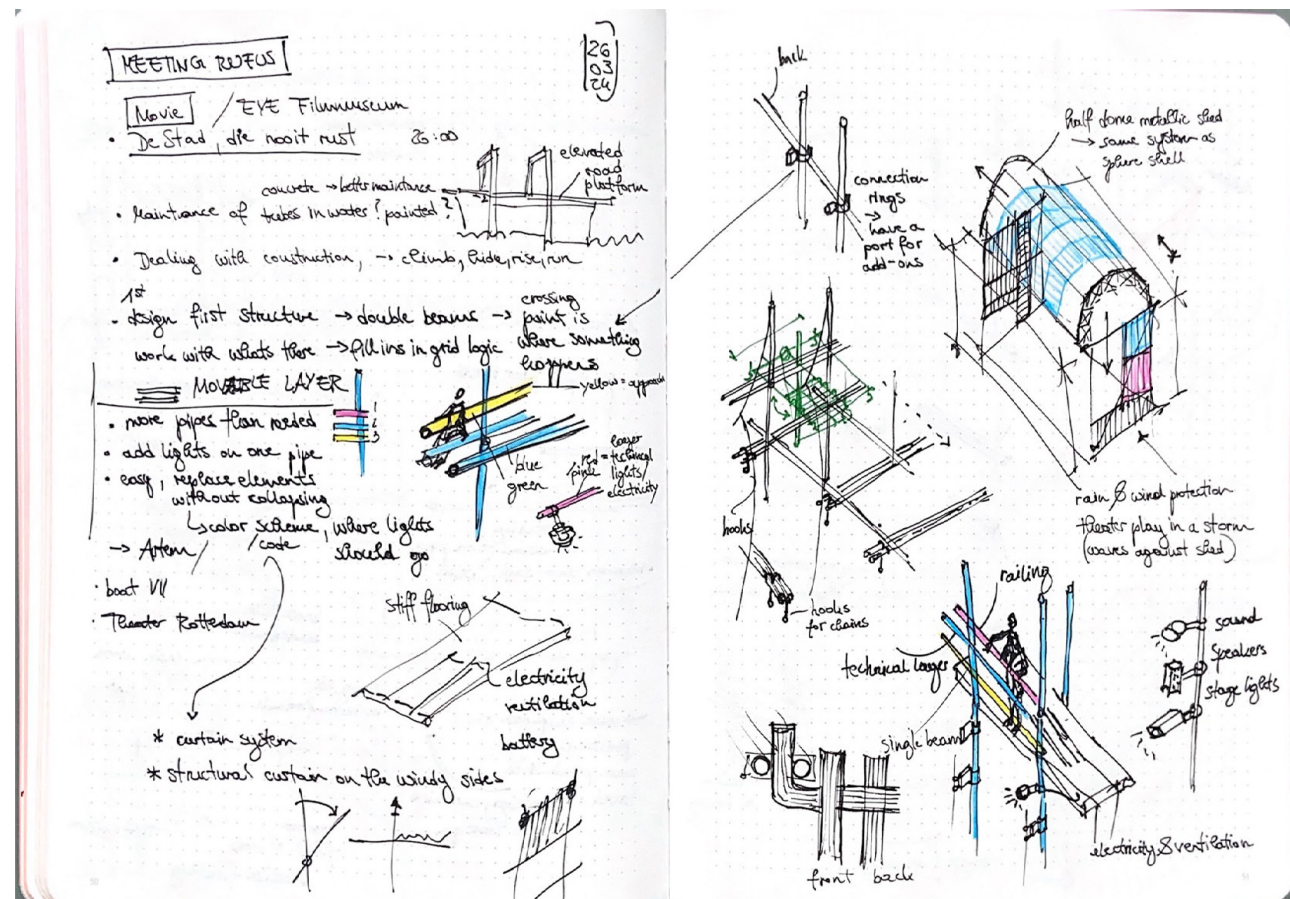 MEETING RUFUS
26
03
24
Movie / EYE Filmmuseum
• De Stad, die nooit rust 26:00
elevated
road
platform
concrete → better maintance
• Maintrance of tubes in water? painted?
• Dealing with construction, → climb, hide, rise, run
1st
• design first structure → double beams → crossing
point is
where something
happens
work with whats there → fill ins in grid logic
MOVABLE LAYER
1
2
3
yellow = approach
• more pipes than needed
• add lights on one pipe
• easy, replace elements
without collapsing
↳ color scheme, where lights
code
should go
blue
green
red =
pink
layer
technical
lights/
electricity
→ Artem
• boat VII
• Theater Rotterdam
stiff flooring
electricity
ventilation
battery
* curtain system
* structural curtain on the windy sides
back
connection
rings
→ have a
port for
add-ons
half dome metallic shed
→ same system as
sphere shell
hooks
hooks
for chains
rain & wind protection
theater play in a storm
(waves against shed)
railing
technical layer
single beam
sound
speakers
stage lights
front back
electricity & ventilation